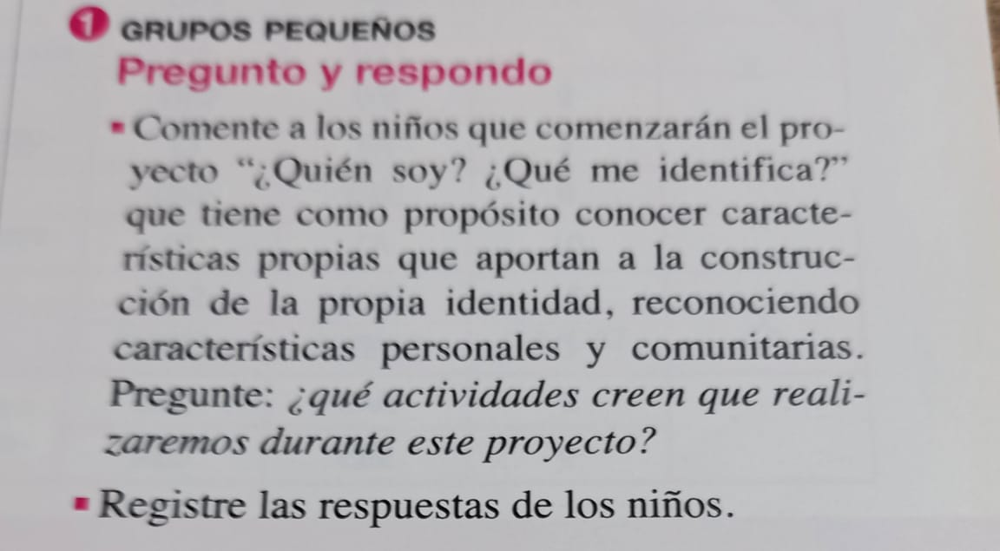 1 GRUPOS PEQUEÑOS
Pregunto y respondo
▪ Comente a los niños que comenzarán el pro-
yecto “¿Quién soy? ¿Qué me identifica?”
que tiene como propósito conocer caracte-
rísticas propias que aportan a la construc-
ción de la propia identidad, reconociendo
características personales y comunitarias.
Pregunte: ¿qué actividades creen que reali-
zaremos durante este proyecto?
▪ Registre las respuestas de los niños.